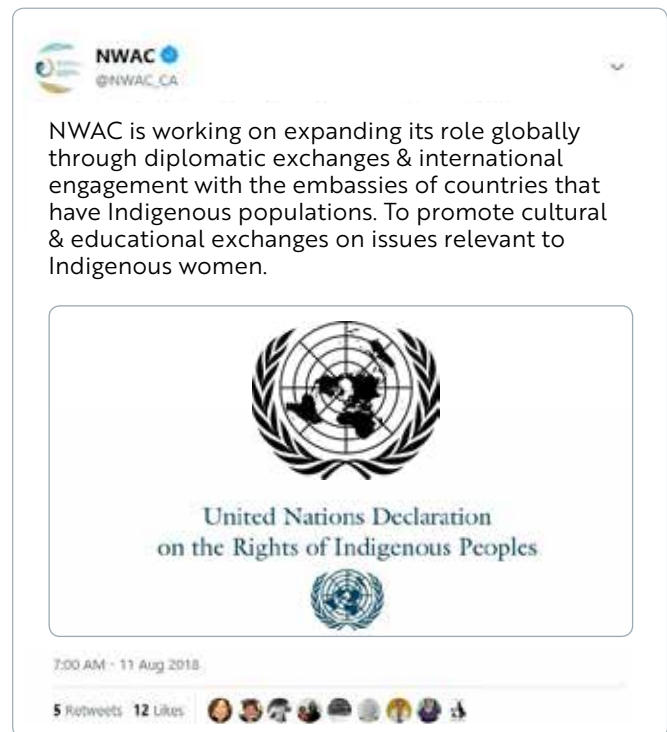 NWAC
@NWAC_CA
NWAC is working on expanding its role globally
through diplomatic exchanges & international
engagement with the embassies of countries that
have Indigenous populations. To promote cultural
& educational exchanges on issues relevant to
Indigenous women.
United Nations Declaration
on the Rights of Indigenous Peoples
7:00 AM - 11 Aug 2018
5 Retweets 12 Likes